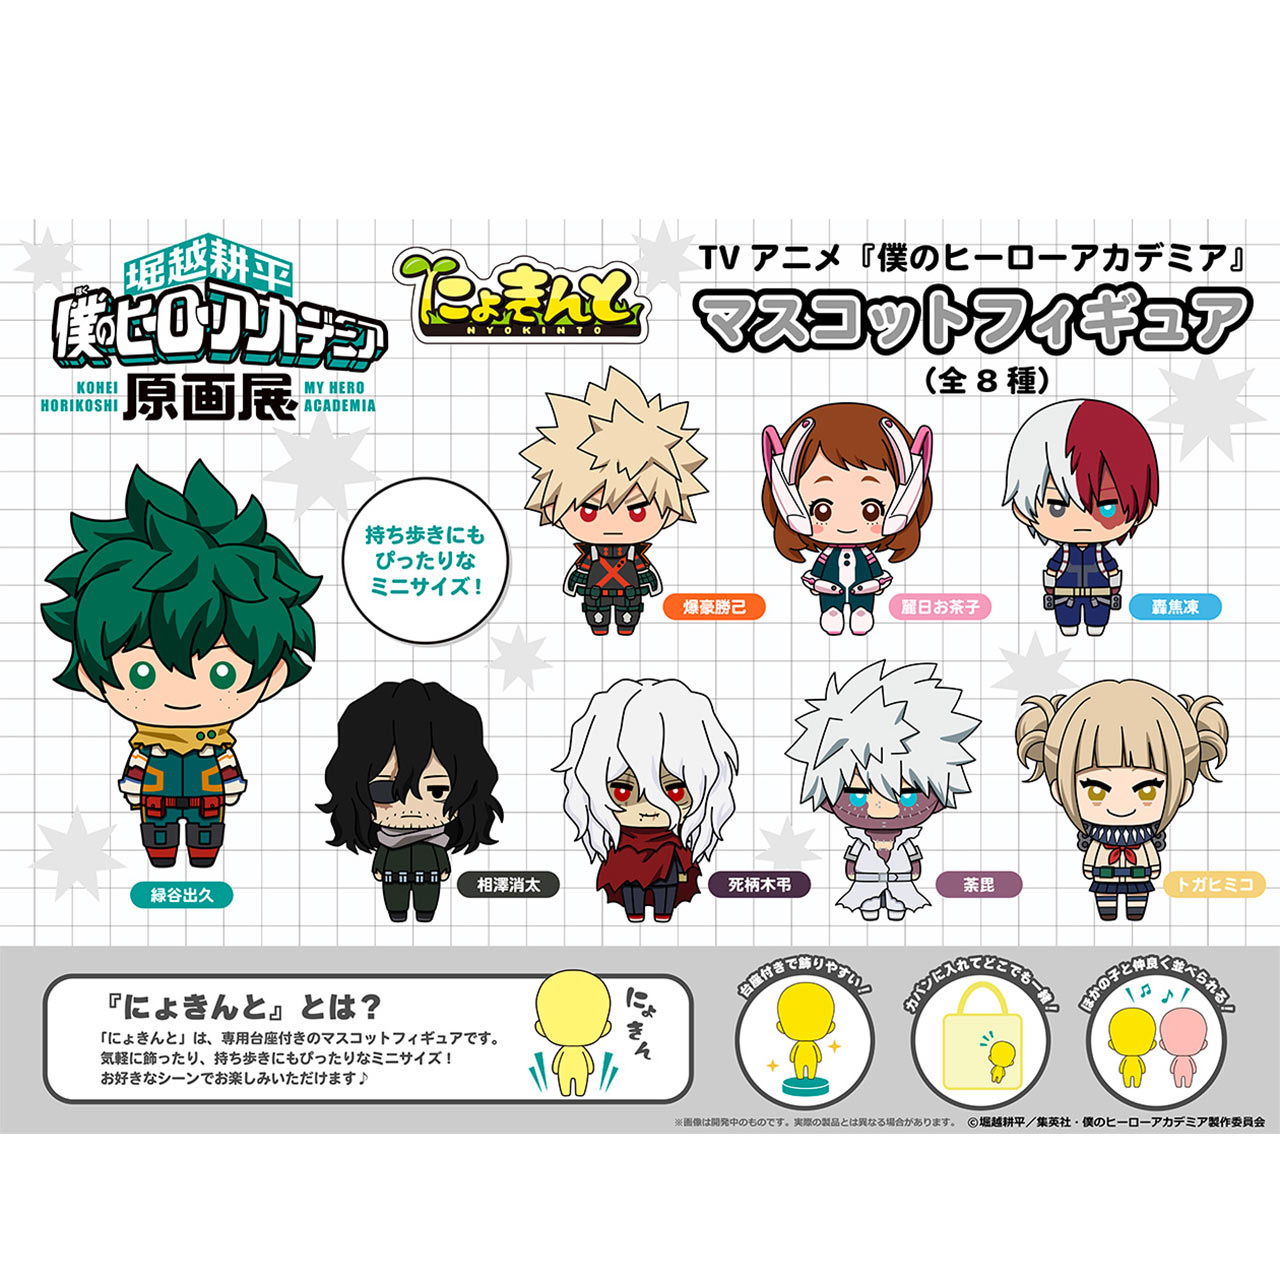 堀越耕平
僕のヒーローアカデミア
ぼく
KOHEI
HORIKOSHI
原画展
MY HERO
ACADEMIA
にょきんと
NYOKINTO
TVアニメ『僕のヒーローアカデミア』
マスコットフィギュア
(全8種)
持ち歩きにも
ぴったりな
ミニサイズ!
爆豪勝己
麗日お茶子
轟焦凍
緑谷出久
相澤消太
死柄木弔
荼毘
トガヒミコ
『にょきんと』とは?
「にょきんと」は、専用台座付きのマスコットフィギュアです。
気軽に飾ったり、持ち歩きにもぴったりなミニサイズ!
お好きなシーンでお楽しみいただけます♪
にょきん
台座付きで飾りやすい!
カバンに入れてどこでも一緒!
ほかの子と仲良く並べられる!
※画像は開発中のものです。実際の製品とは異なる場合があります。
©堀越耕平/集英社・僕のヒーローアカデミア製作委員会